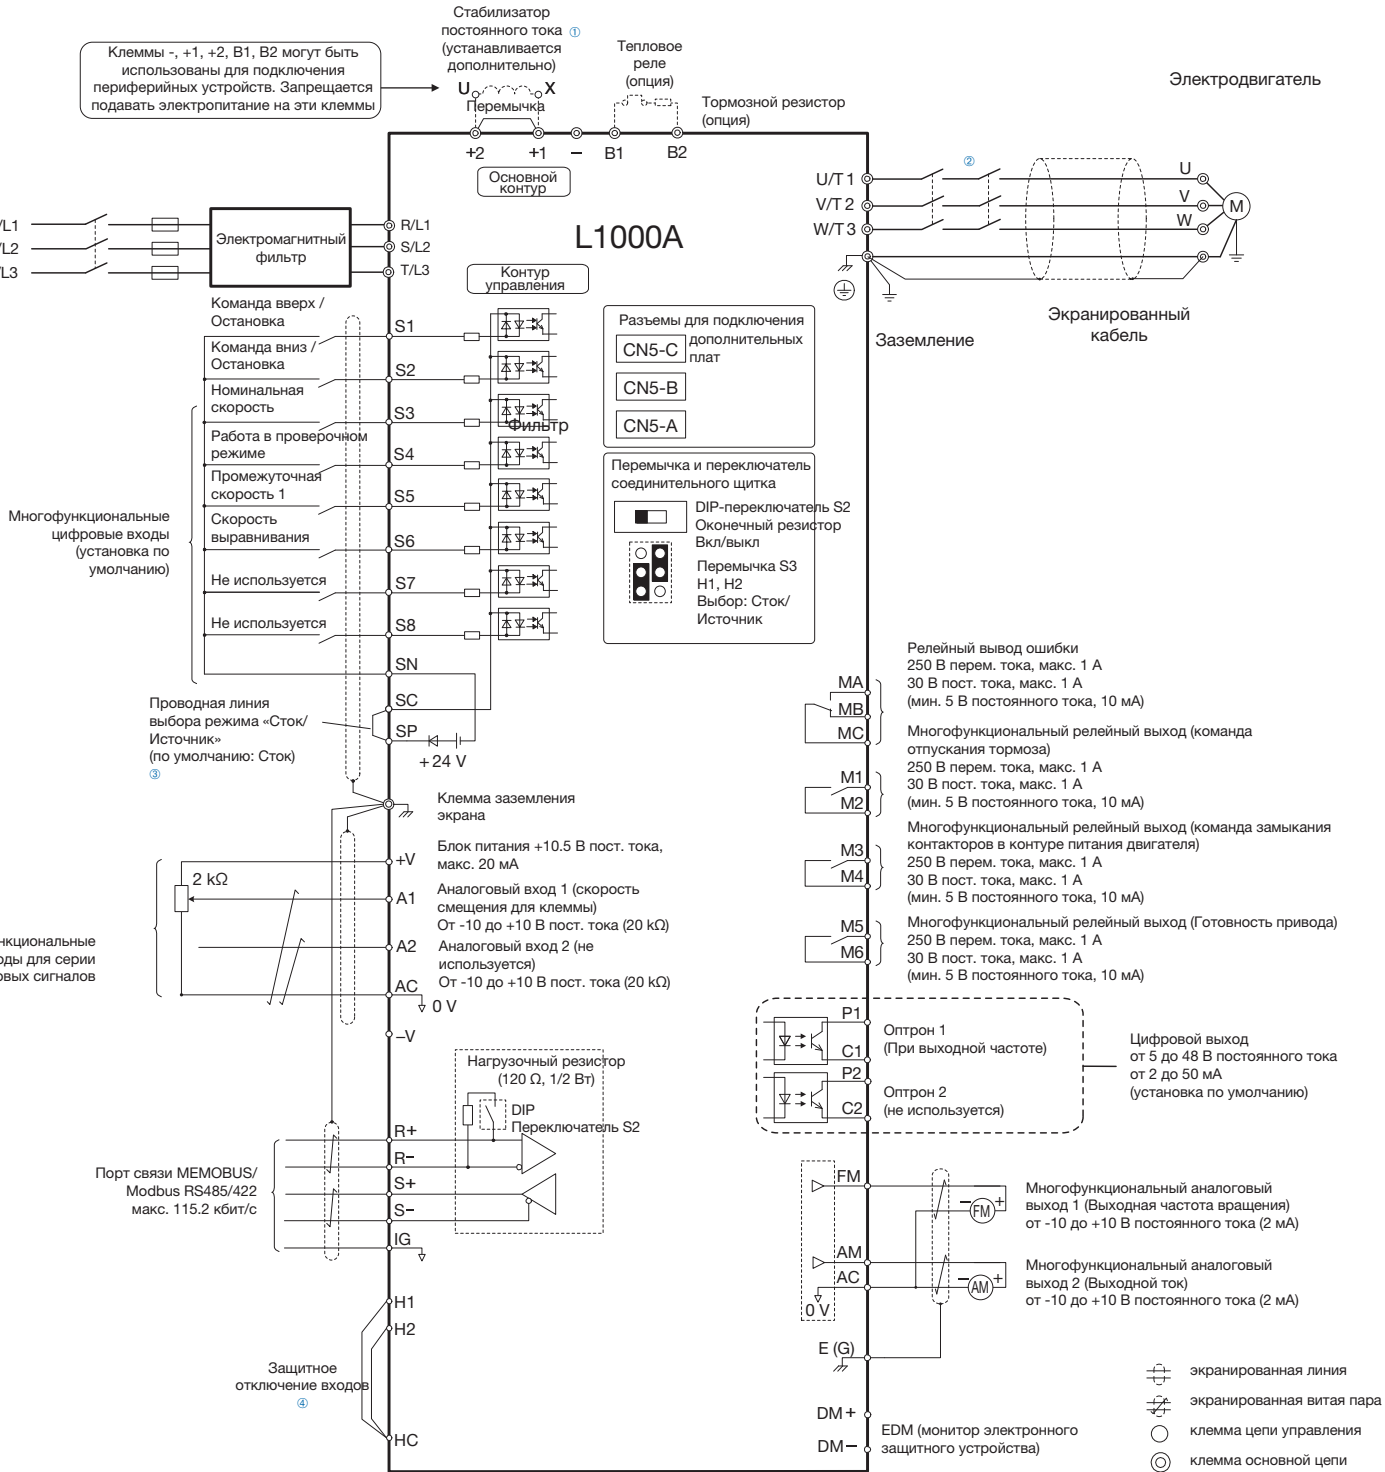 Стабилизатор
постоянного тока ①
(устанавливается
дополнительно)
Клеммы -, +1, +2, B1, B2 могут быть
использованы для подключения
периферийных устройств. Запрещается
подавать электропитание на эти клеммы
U X
Перемычка
Тепловое
реле
(опция)
Тормозной резистор
(опция)
Электродвигатель
+2 +1 – B1 B2
Основной
контур
②
U/T1
V/T2
W/T3
U
V
W
M
/L1
/L2
/L3
Электромагнитный
фильтр
R/L1
S/L2
T/L3
L1000A
Контур
управления
Заземление
Экранированный
кабель
Команда вверх /
Остановка
Команда вниз /
Остановка
Номинальная
скорость
Работа в проверочном
режиме
Промежуточная
скорость 1
Скорость
выравнивания
Не используется
Не используется
Многофункциональные
цифровые входы
(установка по
умолчанию)
S1
S2
S3
S4
S5
S6
S7
S8
SN
SC
SP
+24 V
Фильтр
Разъемы для подключения
дополнительных
плат
CN5-C
CN5-B
CN5-A
Перемычка и переключатель
соединительного щитка
DIP-переключатель S2
Оконечный резистор
Вкл/выкл
Перемычка S3
H1, H2
Выбор: Сток/
Источник
Проводная линия
выбора режима «Сток/
Источник»
(по умолчанию: Сток)
③
Клемма заземления
экрана
+V
Блок питания +10.5 В пост. тока,
макс. 20 мА
2 kΩ
A1
Аналоговый вход 1 (скорость
смещения для клеммы)
От -10 до +10 В пост. тока (20 kΩ)
A2
Аналоговый вход 2 (не
используется)
От -10 до +10 В пост. тока (20 kΩ)
AC
0 V
–V
нкциональные
оды для серии
овых сигналов
MA
MB
MC
Релейный вывод ошибки
250 В перем. тока, макс. 1 А
30 В пост. тока, макс. 1 А
(мин. 5 В постоянного тока, 10 мА)
M1
M2
Многофункциональный релейный выход (команда
отпускания тормоза)
250 В перем. тока, макс. 1 А
30 В пост. тока, макс. 1 А
(мин. 5 В постоянного тока, 10 мА)
M3
M4
Многофункциональный релейный выход (команда замыкания
контакторов в контуре питания двигателя)
250 В перем. тока, макс. 1 А
30 В пост. тока, макс. 1 А
(мин. 5 В постоянного тока, 10 мА)
M5
M6
Многофункциональный релейный выход (Готовность привода)
250 В перем. тока, макс. 1 А
30 В пост. тока, макс. 1 А
(мин. 5 В постоянного тока, 10 мА)
P1
C1
P2
C2
Оптрон 1
(При выходной частоте)
Оптрон 2
(не используется)
Цифровой выход
от 5 до 48 В постоянного тока
от 2 до 50 мА
(установка по умолчанию)
Нагрузочный резистор
(120 Ω, 1/2 Вт)
DIP
Переключатель S2
R+
R–
S+
S–
IG
Порт связи MEMOBUS/
Modbus RS485/422
макс. 115.2 кбит/с
FM
AM
AC
0 V
E (G)
– FM +
– AM +
Многофункциональный аналоговый
выход 1 (Выходная частота вращения)
от -10 до +10 В постоянного тока (2 мА)
Многофункциональный аналоговый
выход 2 (Выходной ток)
от -10 до +10 В постоянного тока (2 мА)
H1
H2
HC
Защитное
отключение входов
④
DM+
DM–
EDM (монитор электронного
защитного устройства)
экранированная линия
экранированная витая пара
клемма цепи управления
клемма основной цепи